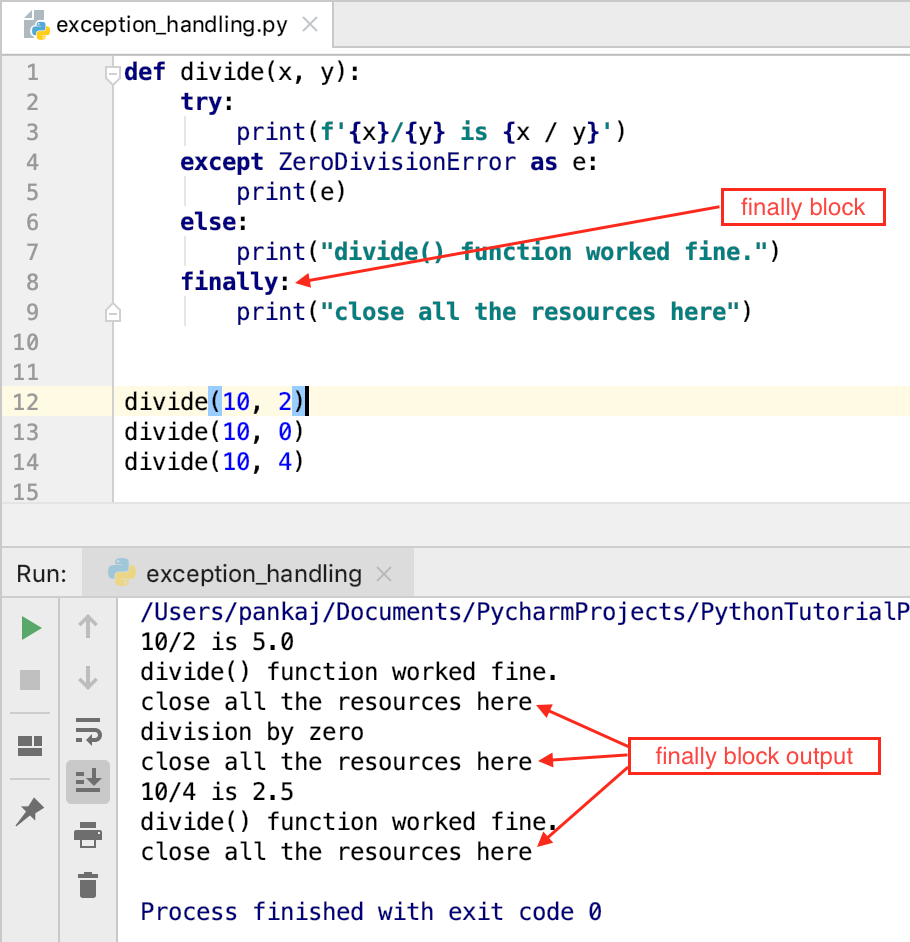 exception_handling.py
1 def divide(x, y):
2     try:
3         print(f'{x}/{y} is {x / y}')
4     except ZeroDivisionError as e:
5         print(e)
finally block
6     else:
7         print("divide() function worked fine.")
8     finally:
9         print("close all the resources here")
10
11
12 divide(10, 2)
13 divide(10, 0)
14 divide(10, 4)
15
Run: exception_handling
/Users/pankaj/Documents/PycharmProjects/PythonTutorialP
10/2 is 5.0
divide() function worked fine.
close all the resources here
division by zero
close all the resources here
finally block output
10/4 is 2.5
divide() function worked fine.
close all the resources here
Process finished with exit code 0